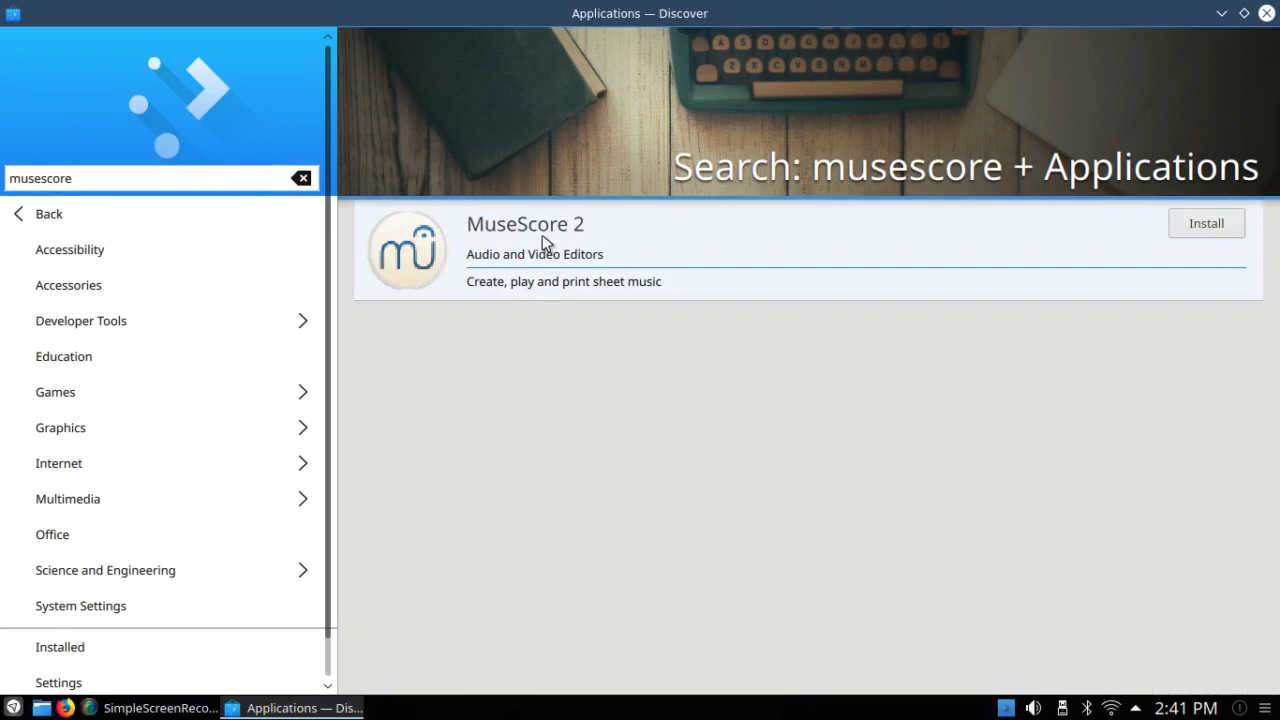 Applications — Discover
musescore
Back
Accessibility
Accessories
Developer Tools
Education
Games
Graphics
Internet
Multimedia
Office
Science and Engineering
System Settings
Installed
Settings
A S D F G H J K L
Z X C V B N M
Search: musescore + Applications
mu
MuseScore 2
Install
Audio and Video Editors
Create, play and print sheet music
SimpleScreenReco...
Applications — Dis...
2:41 PM